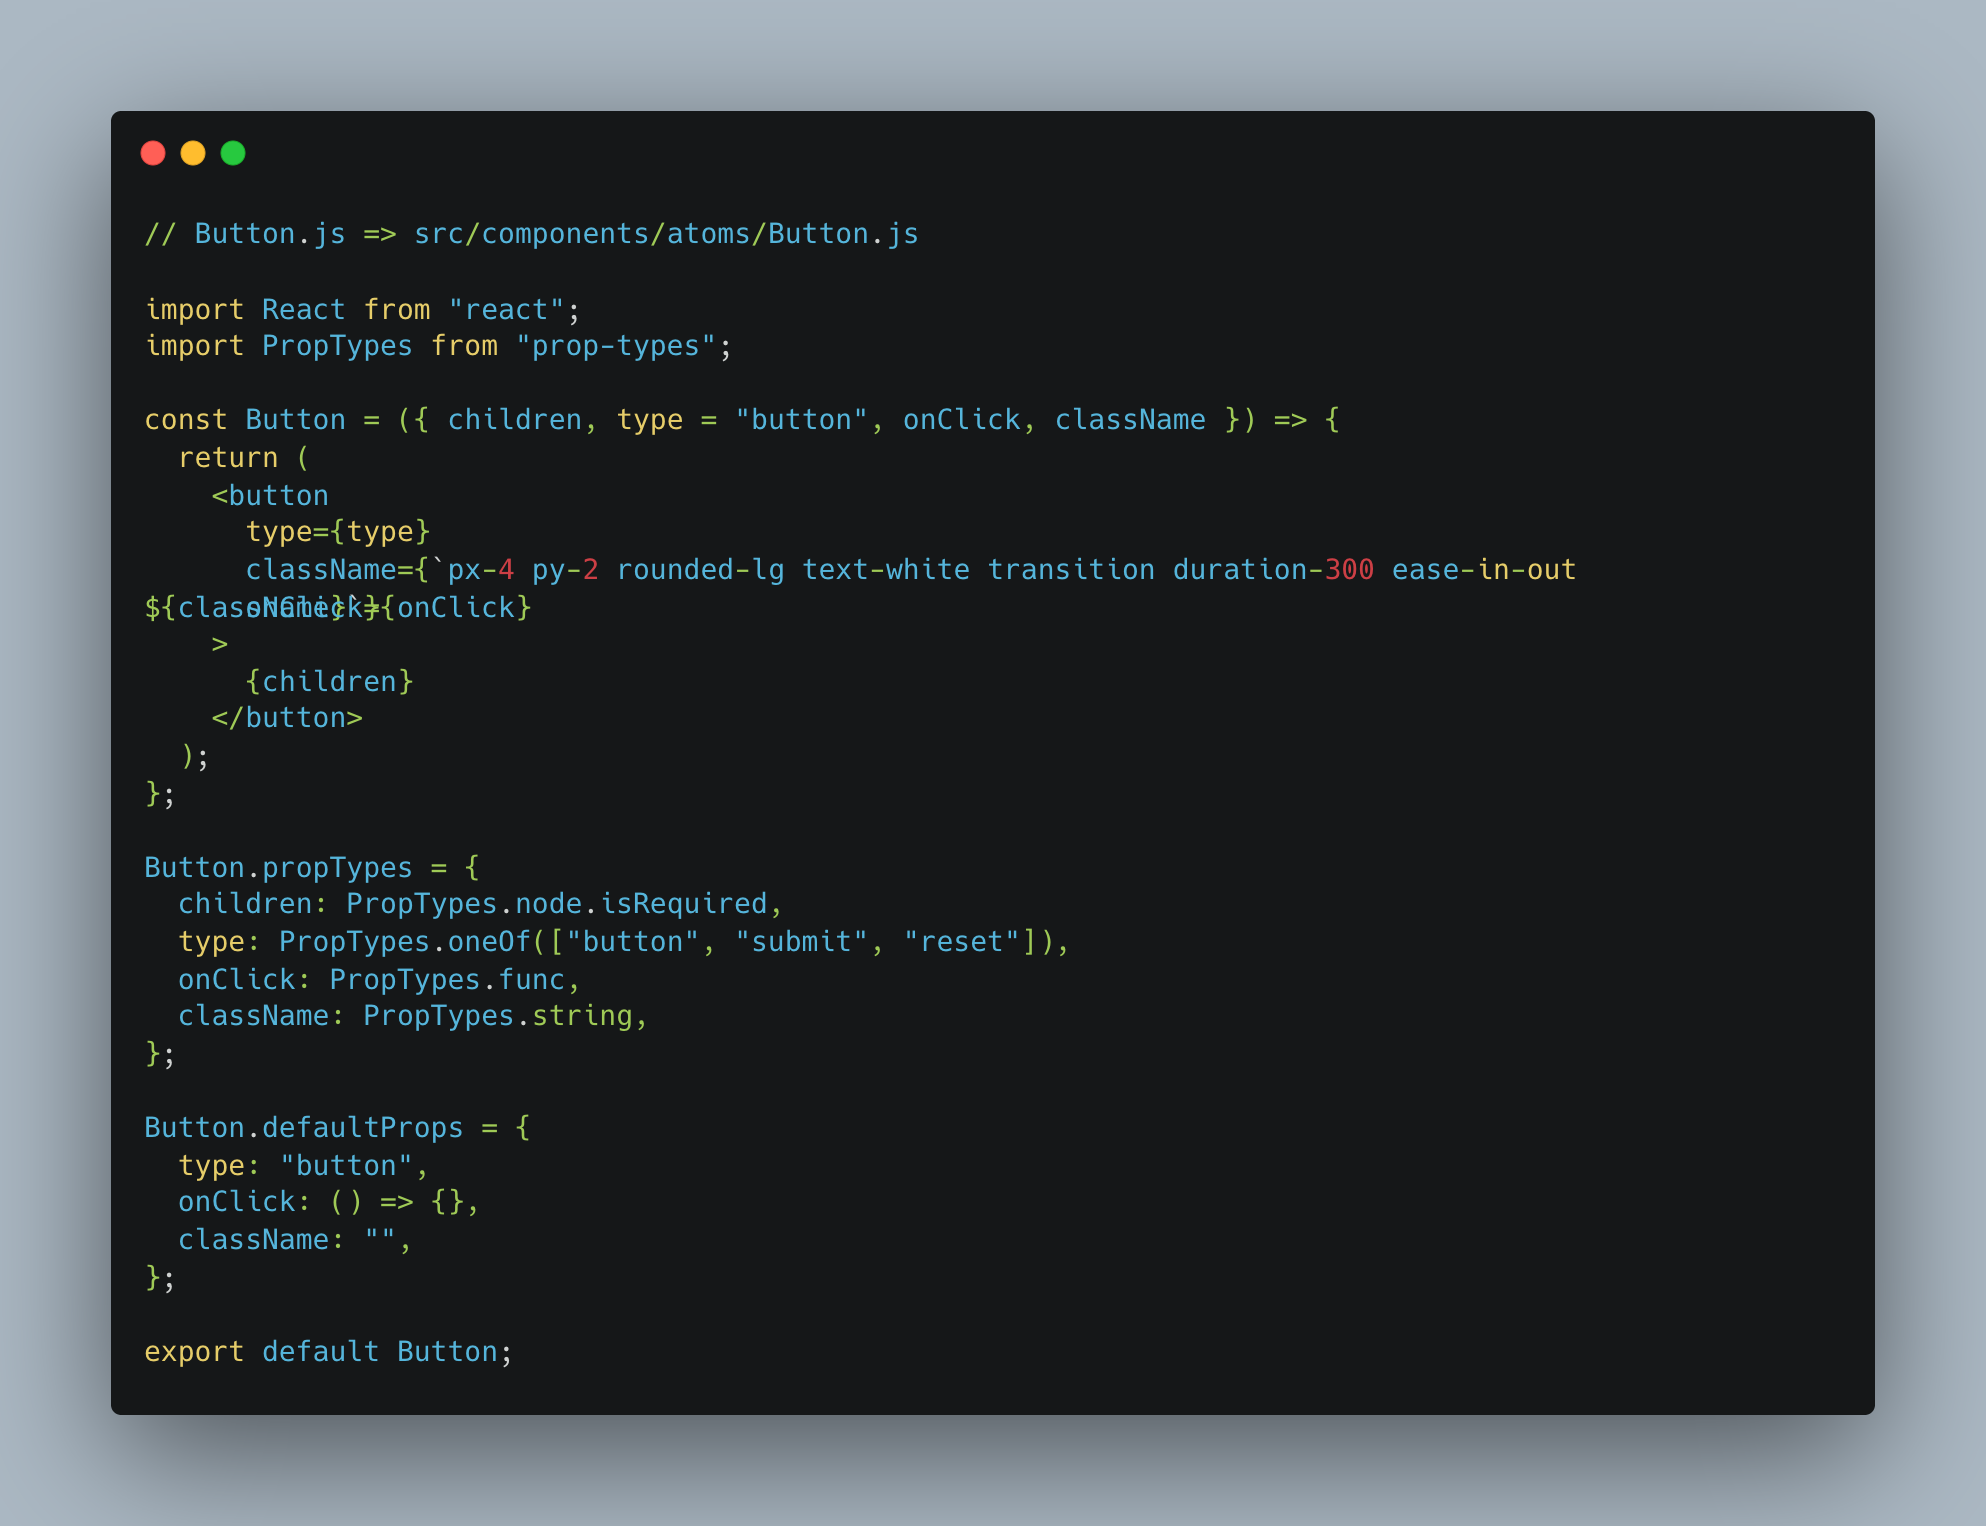 // Button.js => src/components/atoms/Button.js
import React from "react";
import PropTypes from "prop-types";
const Button = ({ children, type = "button", onClick, className }) => {
  return (
    <button
      type={type}
      className={`px-4 py-2 rounded-lg text-white transition duration-300 ease-in-out
${className}`}
      onClick={onClick}
    >
      {children}
    </button>
  );
};
Button.propTypes = {
  children: PropTypes.node.isRequired,
  type: PropTypes.oneOf(["button", "submit", "reset"]),
  onClick: PropTypes.func,
  className: PropTypes.string,
};
Button.defaultProps = {
  type: "button",
  onClick: () => {},
  className: "",
};
export default Button;